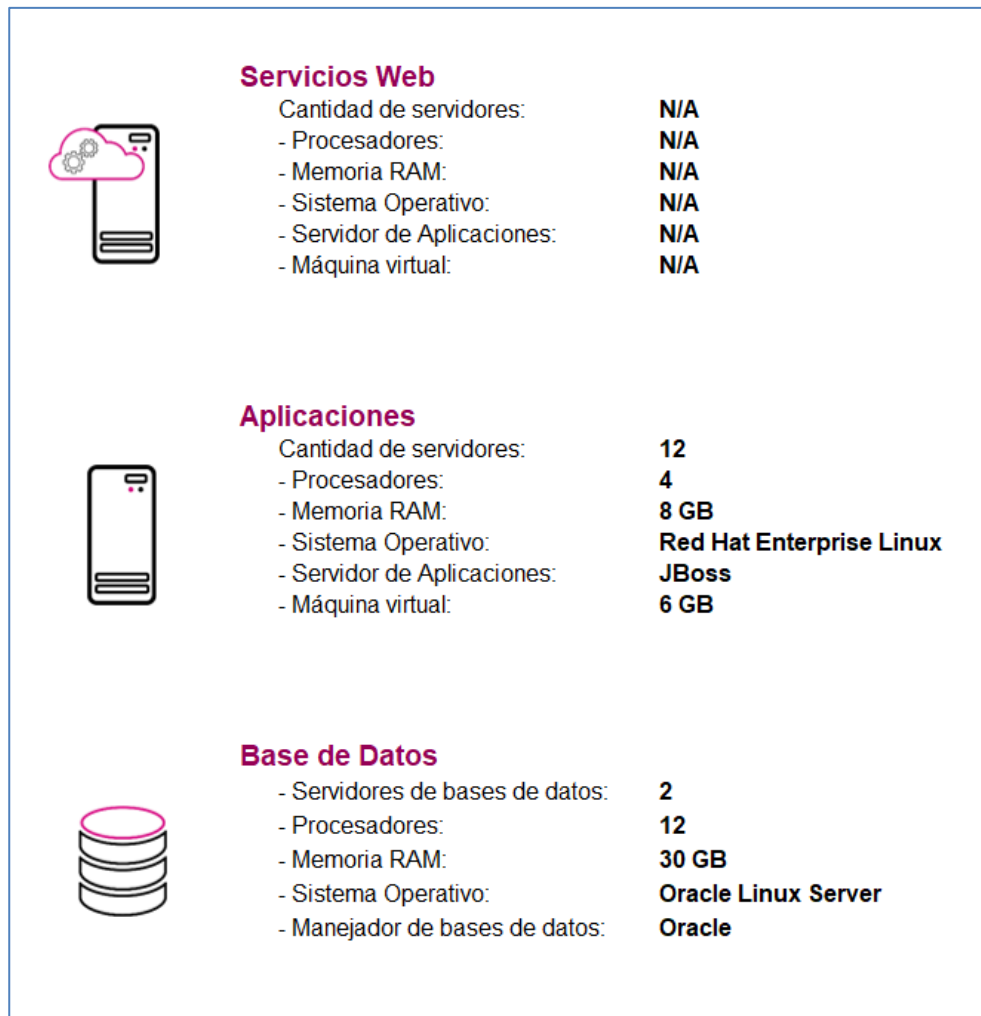 Servicios Web
Cantidad de servidores: N/A
- Procesadores: N/A
- Memoria RAM: N/A
- Sistema Operativo: N/A
- Servidor de Aplicaciones: N/A
- Máquina virtual: N/A
Aplicaciones
Cantidad de servidores: 12
- Procesadores: 4
- Memoria RAM: 8 GB
- Sistema Operativo: Red Hat Enterprise Linux
- Servidor de Aplicaciones: JBoss
- Máquina virtual: 6 GB
Base de Datos
- Servidores de bases de datos: 2
- Procesadores: 12
- Memoria RAM: 30 GB
- Sistema Operativo: Oracle Linux Server
- Manejador de bases de datos: Oracle